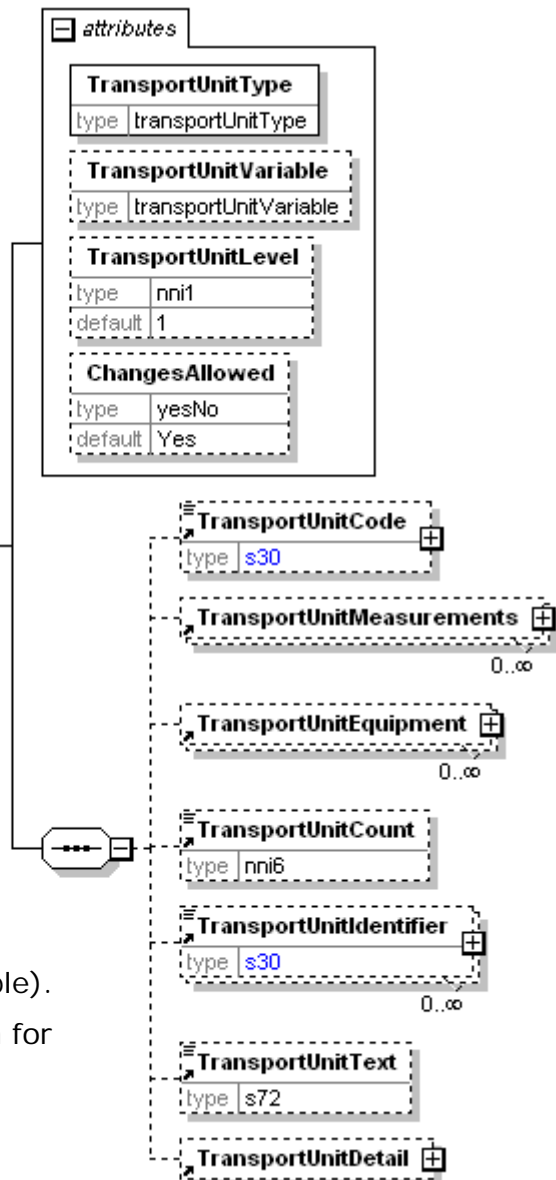 attributes
TransportUnitType
type transportUnitType
TransportUnitVariable
type transportUnitVariable
TransportUnitLevel
type nni1
default 1
ChangesAllowed
type yesNo
default Yes
TransportUnitCode
type s30
TransportUnitMeasurements
0..∞
TransportUnitEquipment
0..∞
TransportUnitCount
type nni6
TransportUnitIdentifier
type s30
ble).
0..∞
for
TransportUnitText
type s72
TransportUnitDetail